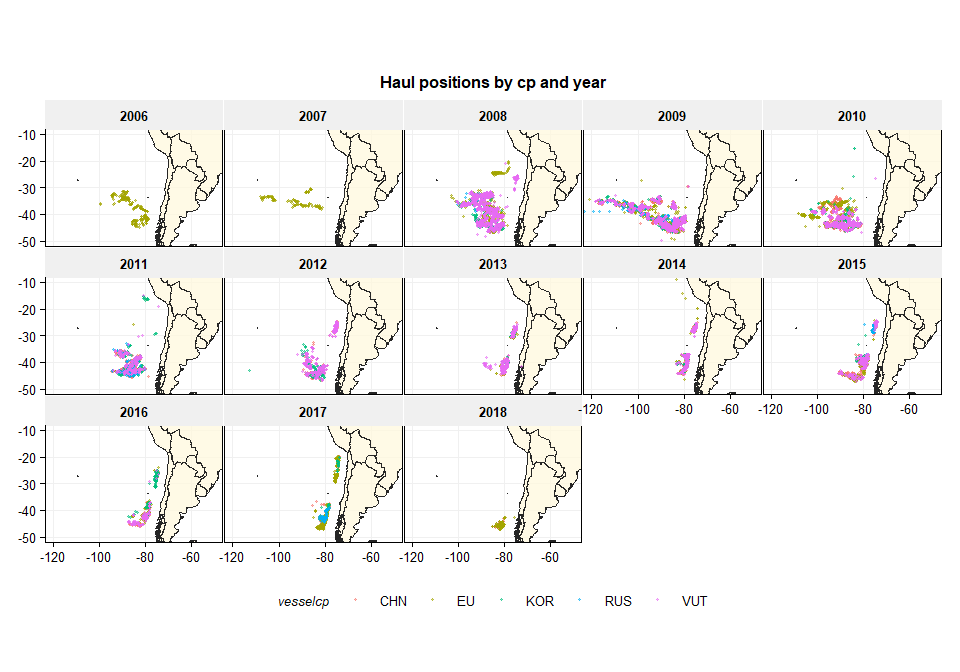 Haul positions by cp and year
2006 2007 2008 2009 2010
-10
-20
-30
-40
-50
2011 2012 2013 2014 2015
-10
-20
-30
-40
-50
-120 -100 -80 -60 -120 -100 -80 -60
2016 2017 2018
-10
-20
-30
-40
-50
-120 -100 -80 -60 -120 -100 -80 -60 -120 -100 -80 -60
vesselcp CHN EU KOR RUS VUT